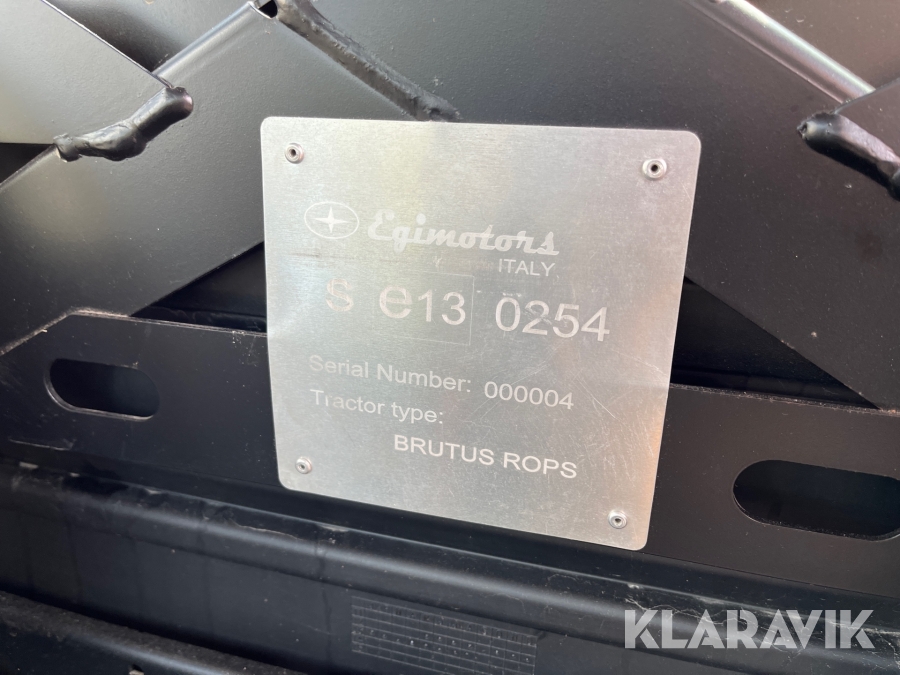 Egimotors
ITALY
S e13 0254
Serial Number: 000004
Tractor type:
BRUTUS ROPS
KLARAVIK